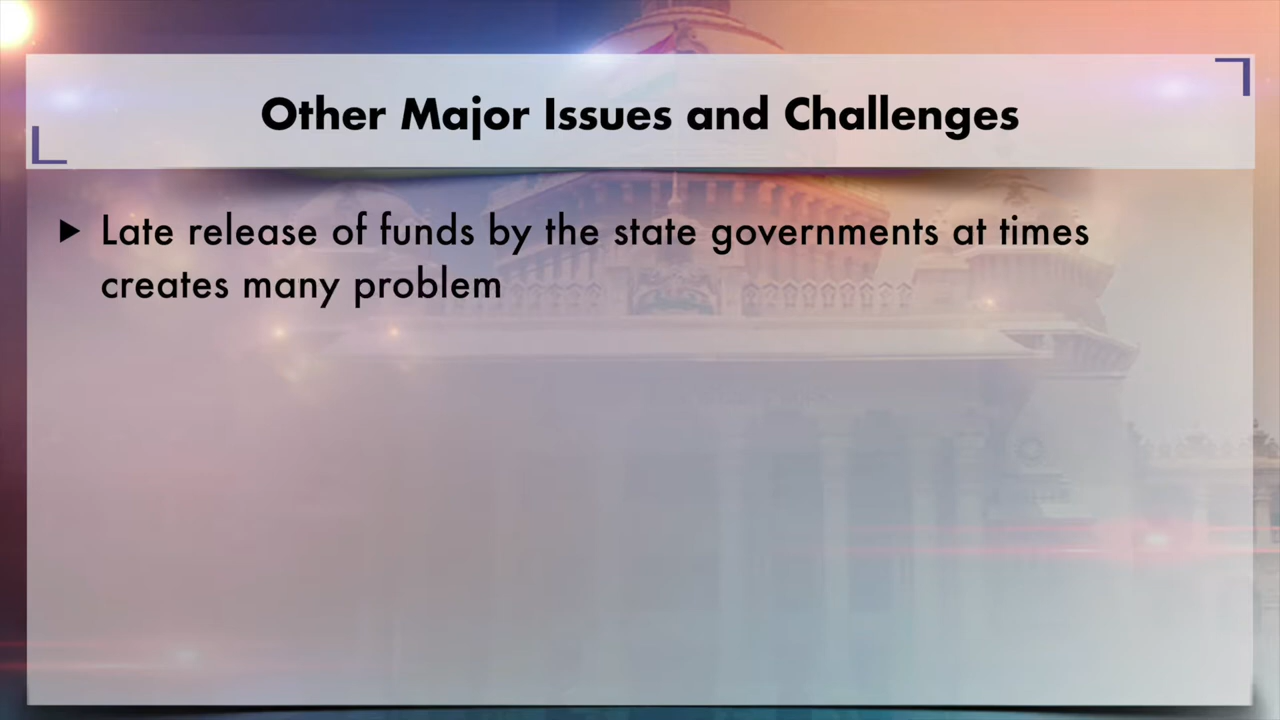 Other Major Issues and Challenges
▶ Late release of funds by the state governments at times
creates many problem